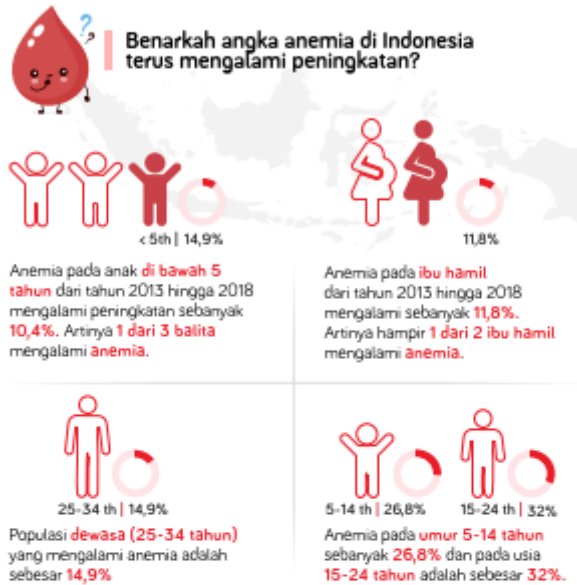 ?
Benarkah angka anemia di Indonesia
terus mengalami peningkatan?
< 5th | 14,9%
Anemia pada anak di bawah 5
tahun dari tahun 2013 hingga 2018
mengalami peningkatan sebanyak
10,4%. Artinya 1 dari 3 balita
mengalami anemia.
11,8%
Anemia pada ibu hamil
dari tahun 2013 hingga 2018
mengalami sebanyak 11,8%.
Artinya hampir 1 dari 2 ibu hamil
mengalami anemia.
25-34 th | 14,9%
Populasi dewasa (25-34 tahun)
yang mengalami anemia adalah
sebesar 14,9%
5-14 th | 26,8%
15-24 th | 32%
Anemia pada umur 5-14 tahun
sebanyak 26,8% dan pada usia
15-24 tahun adalah sebesar 32%.